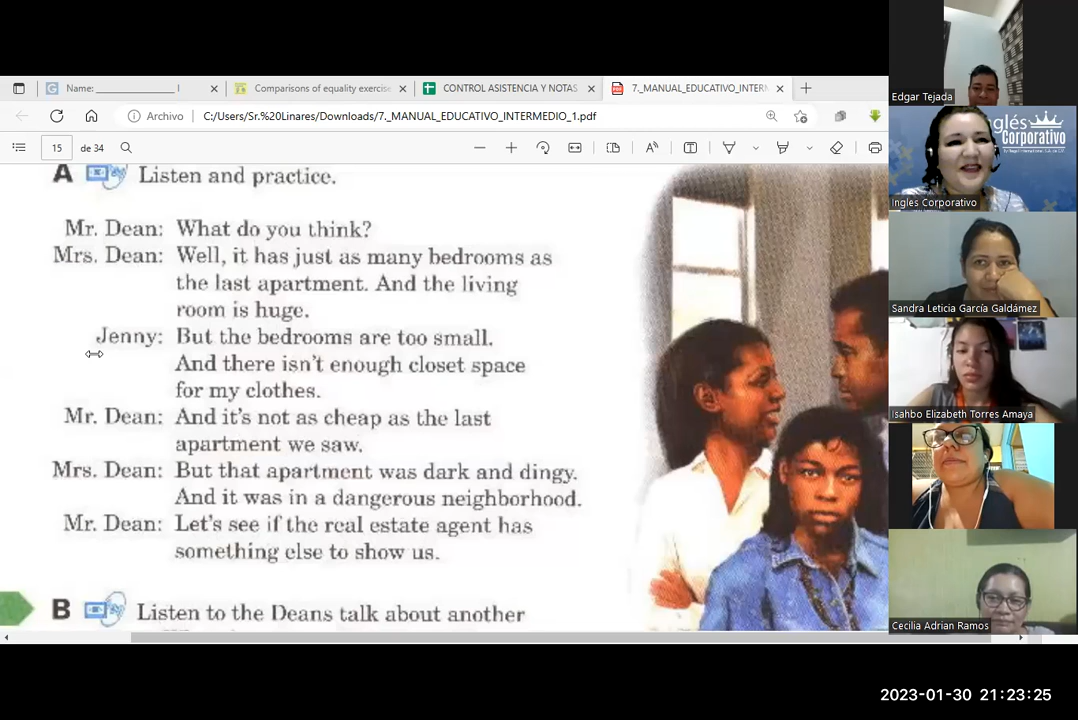 Name: ____________ I
Comparisons of equality exercise
CONTROL ASISTENCIA Y NOTAS
7._MANUAL_EDUCATIVO_INTERM
Archivo
C:/Users/Sr.%20Linares/Downloads/7._MANUAL_EDUCATIVO_INTERMEDIO_1.pdf
15 de 34
A Listen and practice.
Mr. Dean: What do you think?
Mrs. Dean: Well, it has just as many bedrooms as
the last apartment. And the living
room is huge.
Jenny: But the bedrooms are too small.
And there isn't enough closet space
for my clothes.
Mr. Dean: And it's not as cheap as the last
apartment we saw.
Mrs. Dean: But that apartment was dark and dingy.
And it was in a dangerous neighborhood.
Mr. Dean: Let's see if the real estate agent has
something else to show us.
B Listen to the Deans talk about another
Edgar Tejada
nglés
Corporativo
Ingles Corporativo
Sandra Leticia García Galdámez
Isahbo Elizabeth Torres Amaya
Cecilia Adrian Ramos
2023-01-30 21:23:25